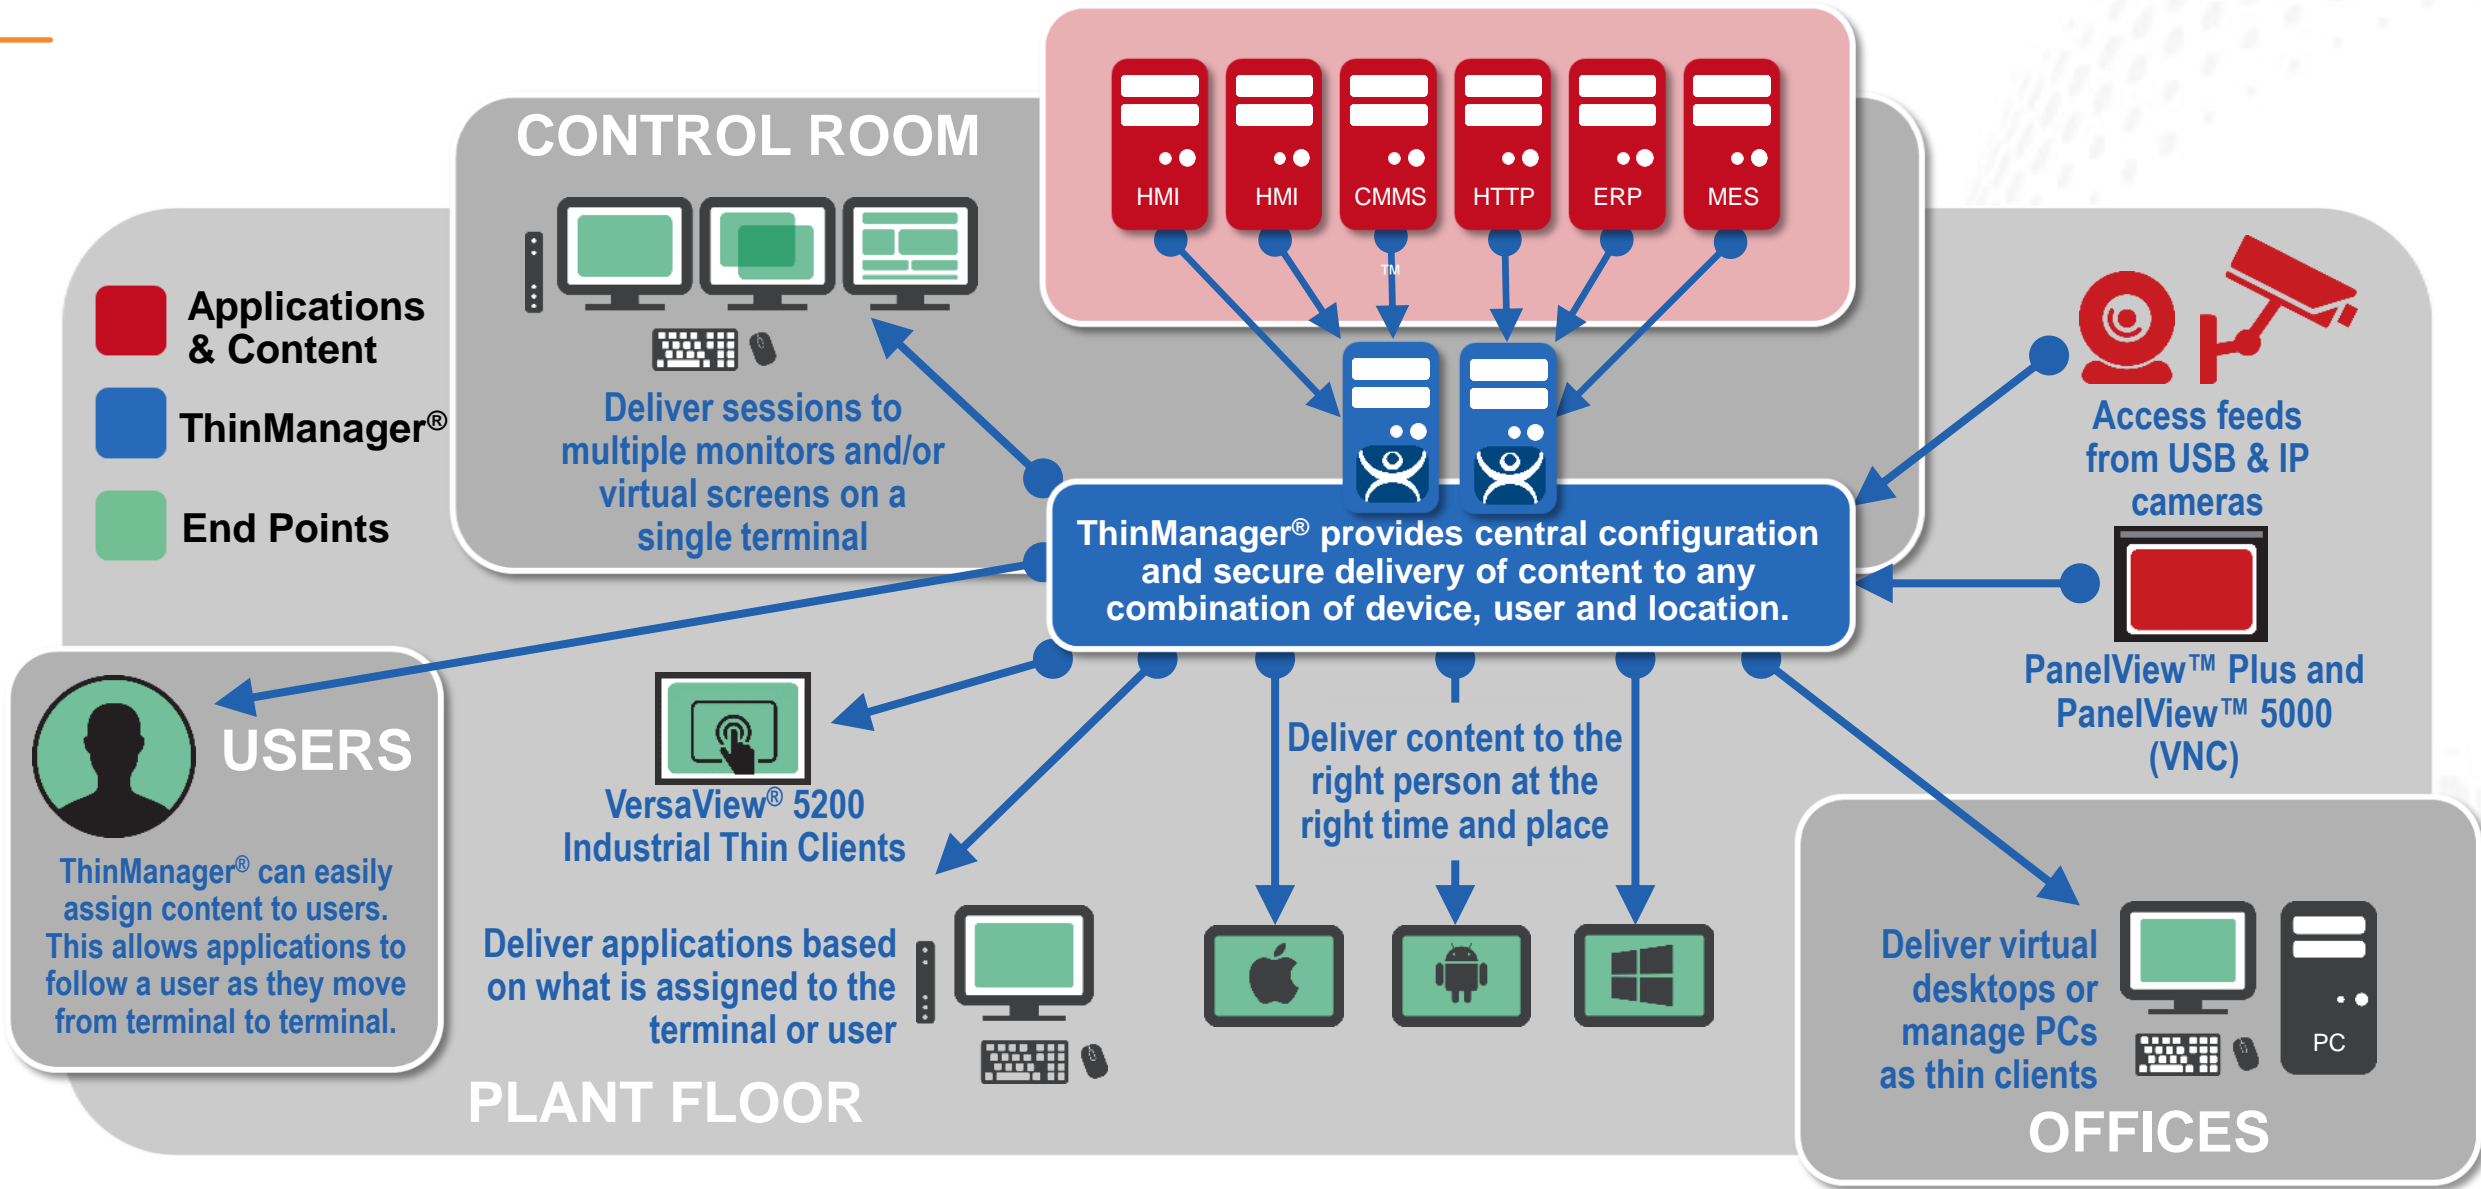 CONTROL ROOM
HMI
HMI
CMMS
HTTP
ERP
MES
™
Applications
& Content
ThinManager®
End Points
Deliver sessions to
multiple monitors and/or
virtual screens on a
single terminal
ThinManager® provides central configuration
and secure delivery of content to any
combination of device, user and location.
Access feeds
from USB & IP
cameras
PanelView™ Plus and
PanelView™ 5000
(VNC)
USERS
ThinManager® can easily
assign content to users.
This allows applications to
follow a user as they move
from terminal to terminal.
VersaView® 5200
Industrial Thin Clients
Deliver content to the
right person at the
right time and place
Deliver applications based
on what is assigned to the
terminal or user
PLANT FLOOR
Deliver virtual
desktops or
manage PCs
as thin clients
PC
OFFICES